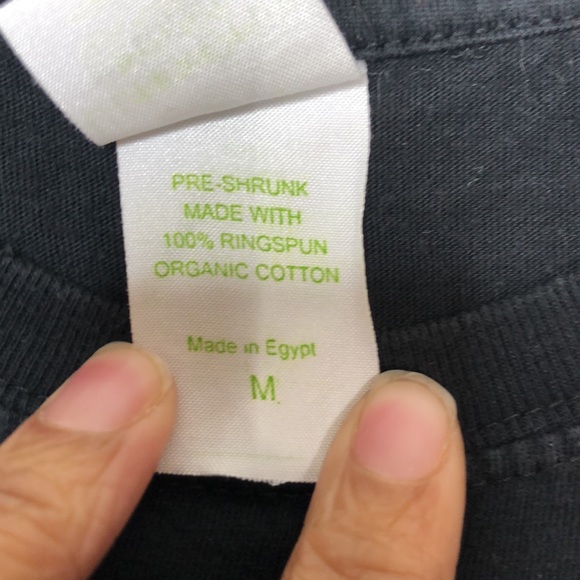 PRE-SHRUNK
MADE WITH
100% RINGSPUN
ORGANIC COTTON
Made in Egypt
M